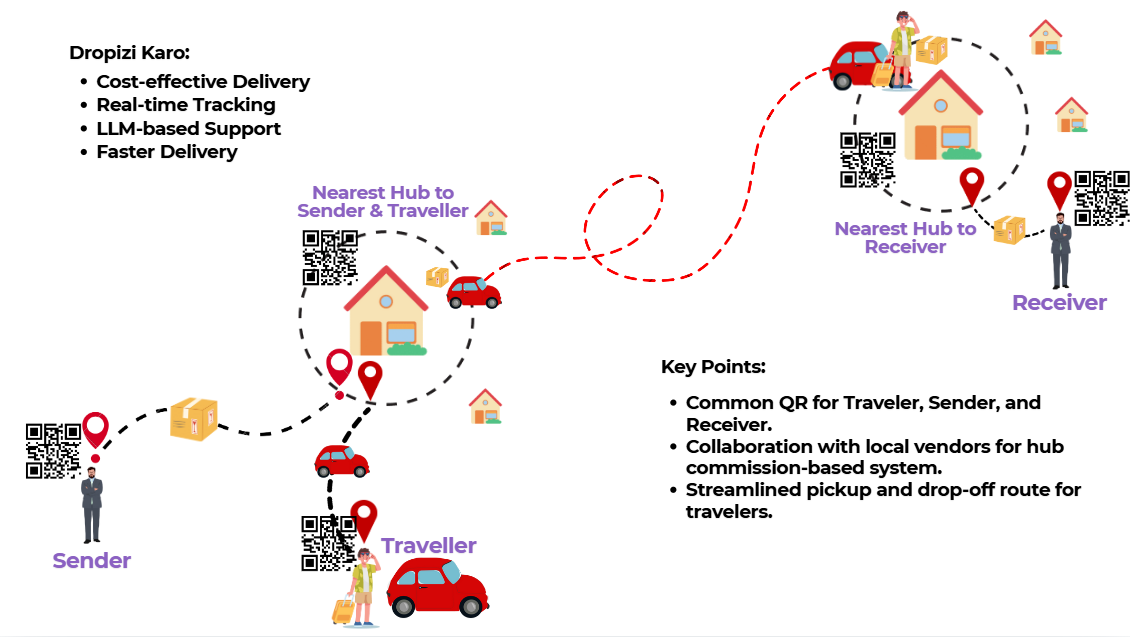 Dropizi Karo:
• Cost-effective Delivery
• Real-time Tracking
• LLM-based Support
• Faster Delivery
Nearest Hub to
Sender & Traveller
Nearest Hub to
Receiver
Receiver
Key Points:
• Common QR for Traveler, Sender, and
Receiver.
• Collaboration with local vendors for hub
commission-based system.
• Streamlined pickup and drop-off route for
travelers.
Sender
Traveller